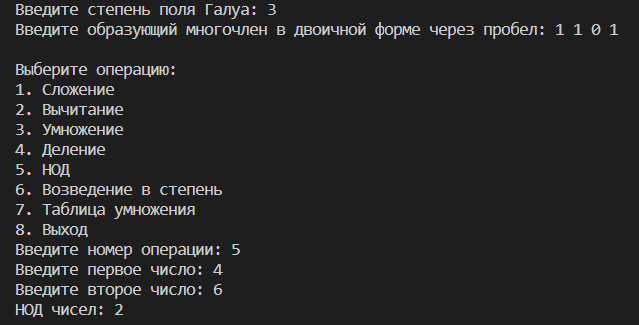 Введите степень поля Галуа: 3
Введите образующий многочлен в двоичной форме через пробел: 1 1 0 1
Выберите операцию:
1. Сложение
2. Вычитание
3. Умножение
4. Деление
5. НОД
6. Возведение в степень
7. Таблица умножения
8. Выход
Введите номер операции: 5
Введите первое число: 4
Введите второе число: 6
НОД чисел: 2